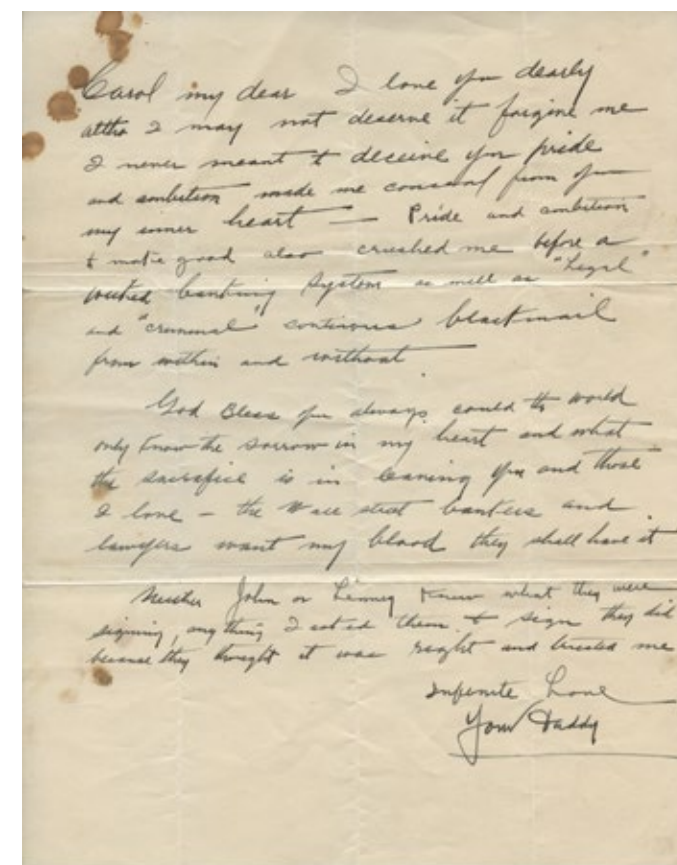 Carol my dear I love you dearly
altho I may not deserve it forgive me
I never meant to deceive you pride
and ambition made me conceal from you
my inner heart — Pride and ambition
to make good also crushed me before a
wicked banking system as well as "Legal"
and "criminal" continous blackmail
from within and without
God Bless you always could the world
only know the sorrow in my heart and what
the sacrifice is in leaving you and those
I love — the Wall street bankers and
lawyers want my blood they shall have it
Neither John or knew what they were
signing, anything I asked them to sign they did
because they thought it was right and trusted me
Infinite Love
Your Daddy